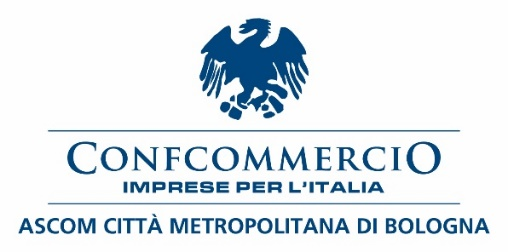 CONFCOMMERCIO
IMPRESE PER L'ITALIA
ASCOM CITTÀ METROPOLITANA DI BOLOGNA